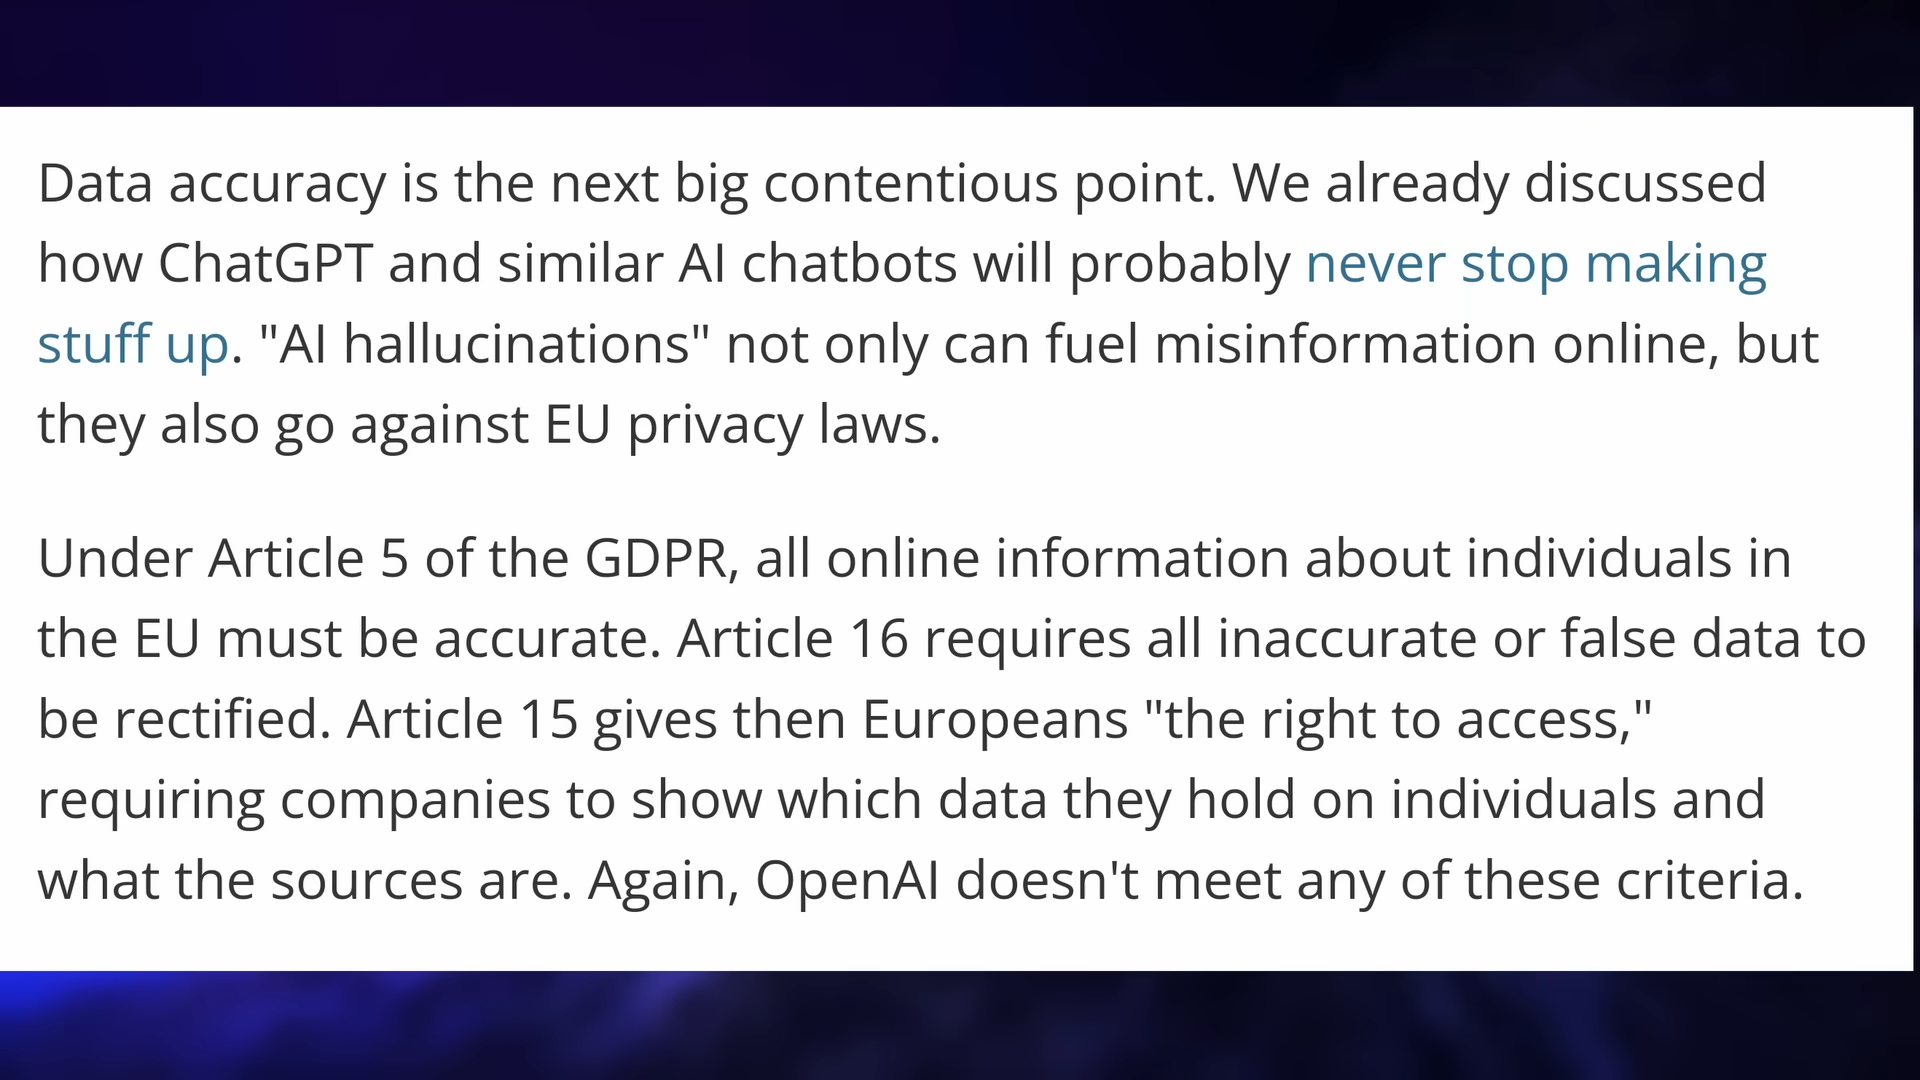 Data accuracy is the next big contentious point. We already discussed
how ChatGPT and similar AI chatbots will probably never stop making
stuff up. "AI hallucinations" not only can fuel misinformation online, but
they also go against EU privacy laws.
Under Article 5 of the GDPR, all online information about individuals in
the EU must be accurate. Article 16 requires all inaccurate or false data to
be rectified. Article 15 gives then Europeans "the right to access,"
requiring companies to show which data they hold on individuals and
what the sources are. Again, OpenAI doesn't meet any of these criteria.